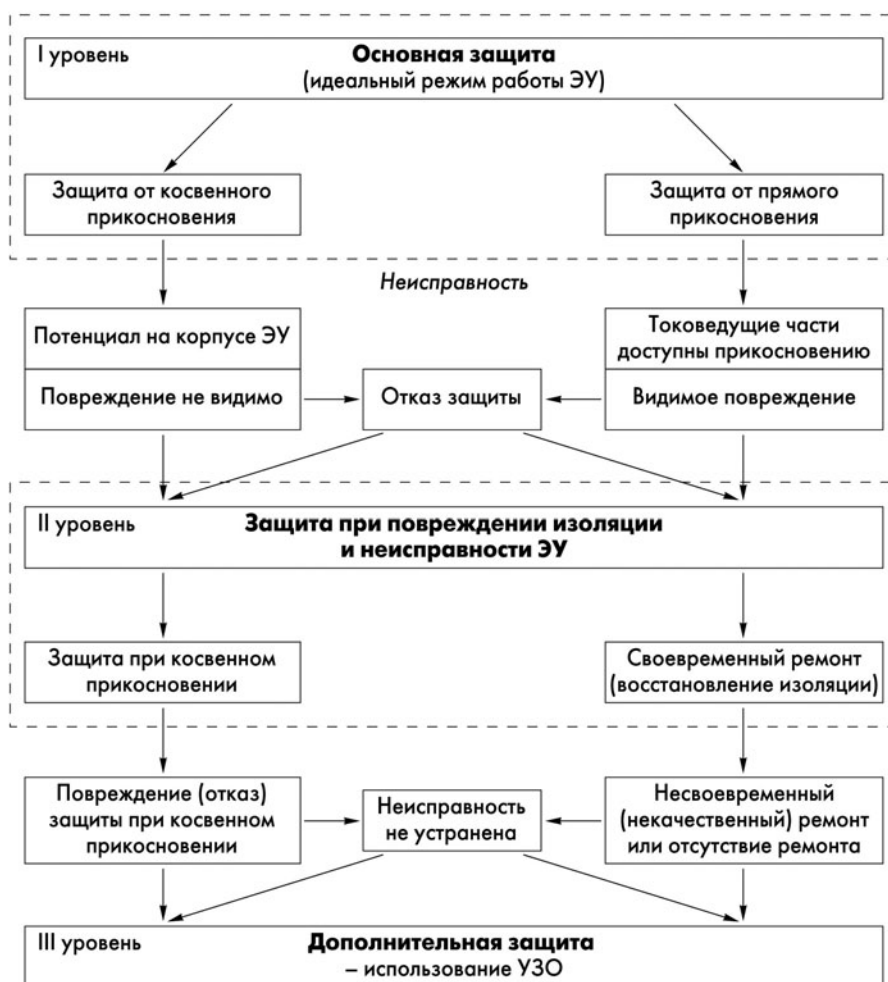 I уровень
Основная защита
(идеальный режим работы ЭУ)
Защита от косвенного
прикосновения
Защита от прямого
прикосновения
Неисправность
Потенциал на корпусе ЭУ
Токоведущие части
доступны прикосновению
Повреждение не видимо
Отказ защиты
Видимое повреждение
II уровень
Защита при повреждении изоляции
и неисправности ЭУ
Защита при косвенном
прикосновении
Своевременный ремонт
(восстановление изоляции)
Повреждение (отказ)
защиты при косвенном
прикосновении
Неисправность
не устранена
Несвоевременный
(некачественный) ремонт
или отсутствие ремонта
III уровень
Дополнительная защита
– использование УЗО